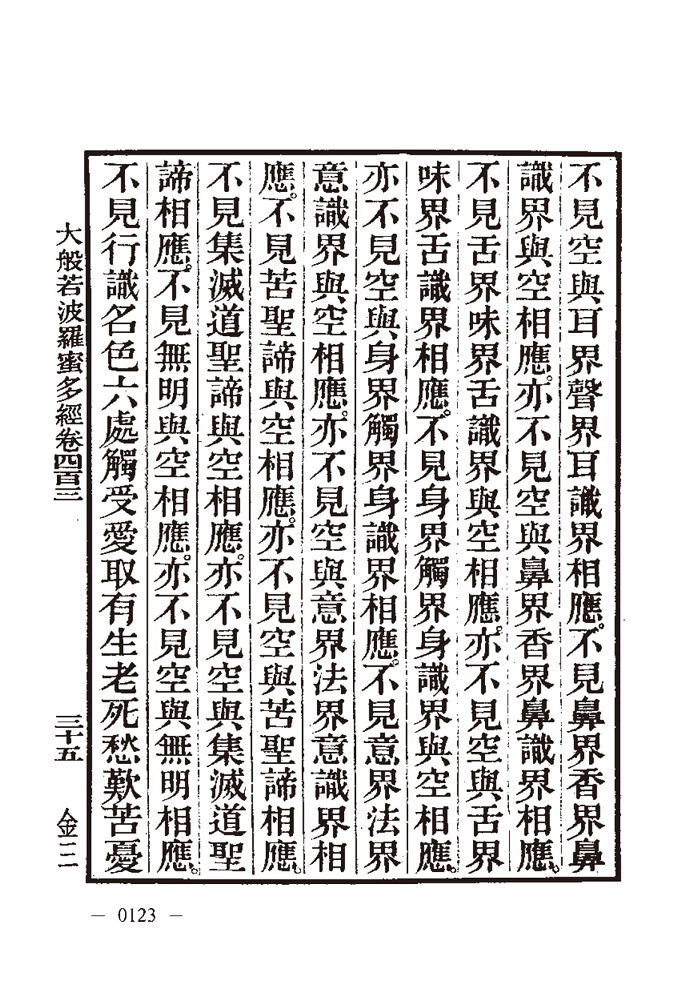 不見空與耳界聲界耳識界相應。不見鼻界香界鼻
識界與空相應。亦不見空與鼻界香界鼻識界相應。
不見舌界味界舌識界與空相應。亦不見空與舌界
味界舌識界相應。不見身界觸界身識界與空相應。
亦不見空與身界觸界身識界相應。不見意界法界
意識界與空相應。亦不見空與意界法界意識界相
應。不見苦聖諦與空相應。亦不見空與苦聖諦相應。
不見集滅道聖諦與空相應。亦不見空與集滅道聖
諦相應。不見無明與空相應。亦不見空與無明相應。
不見行識名色六處觸受愛取有生老死愁歎苦憂
大般若波羅蜜多經卷四百三 三十五 金三
— 0123 —